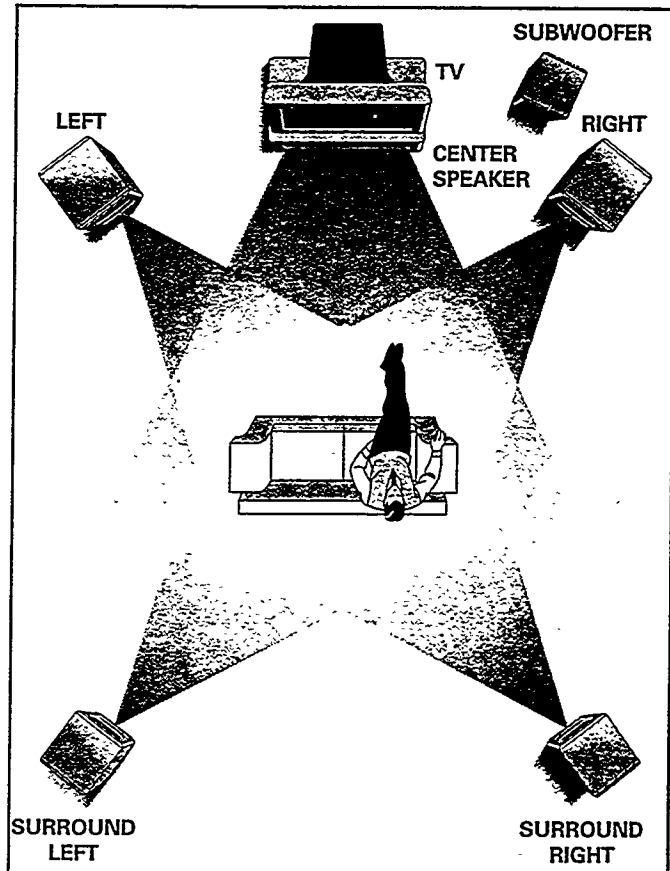 SUBWOOFER
TV
LEFT
RIGHT
CENTER
SPEAKER
SURROUND
LEFT
SURROUND
RIGHT